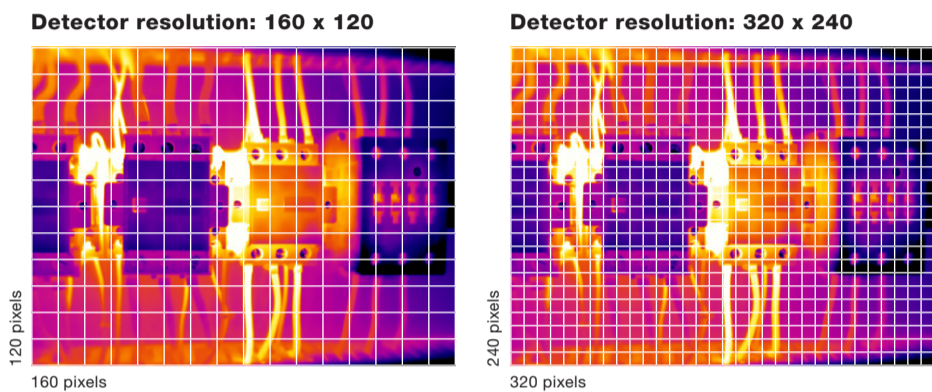 Detector resolution: 160 x 120
120 pixels
160 pixels
Detector resolution: 320 x 240
240 pixels
320 pixels